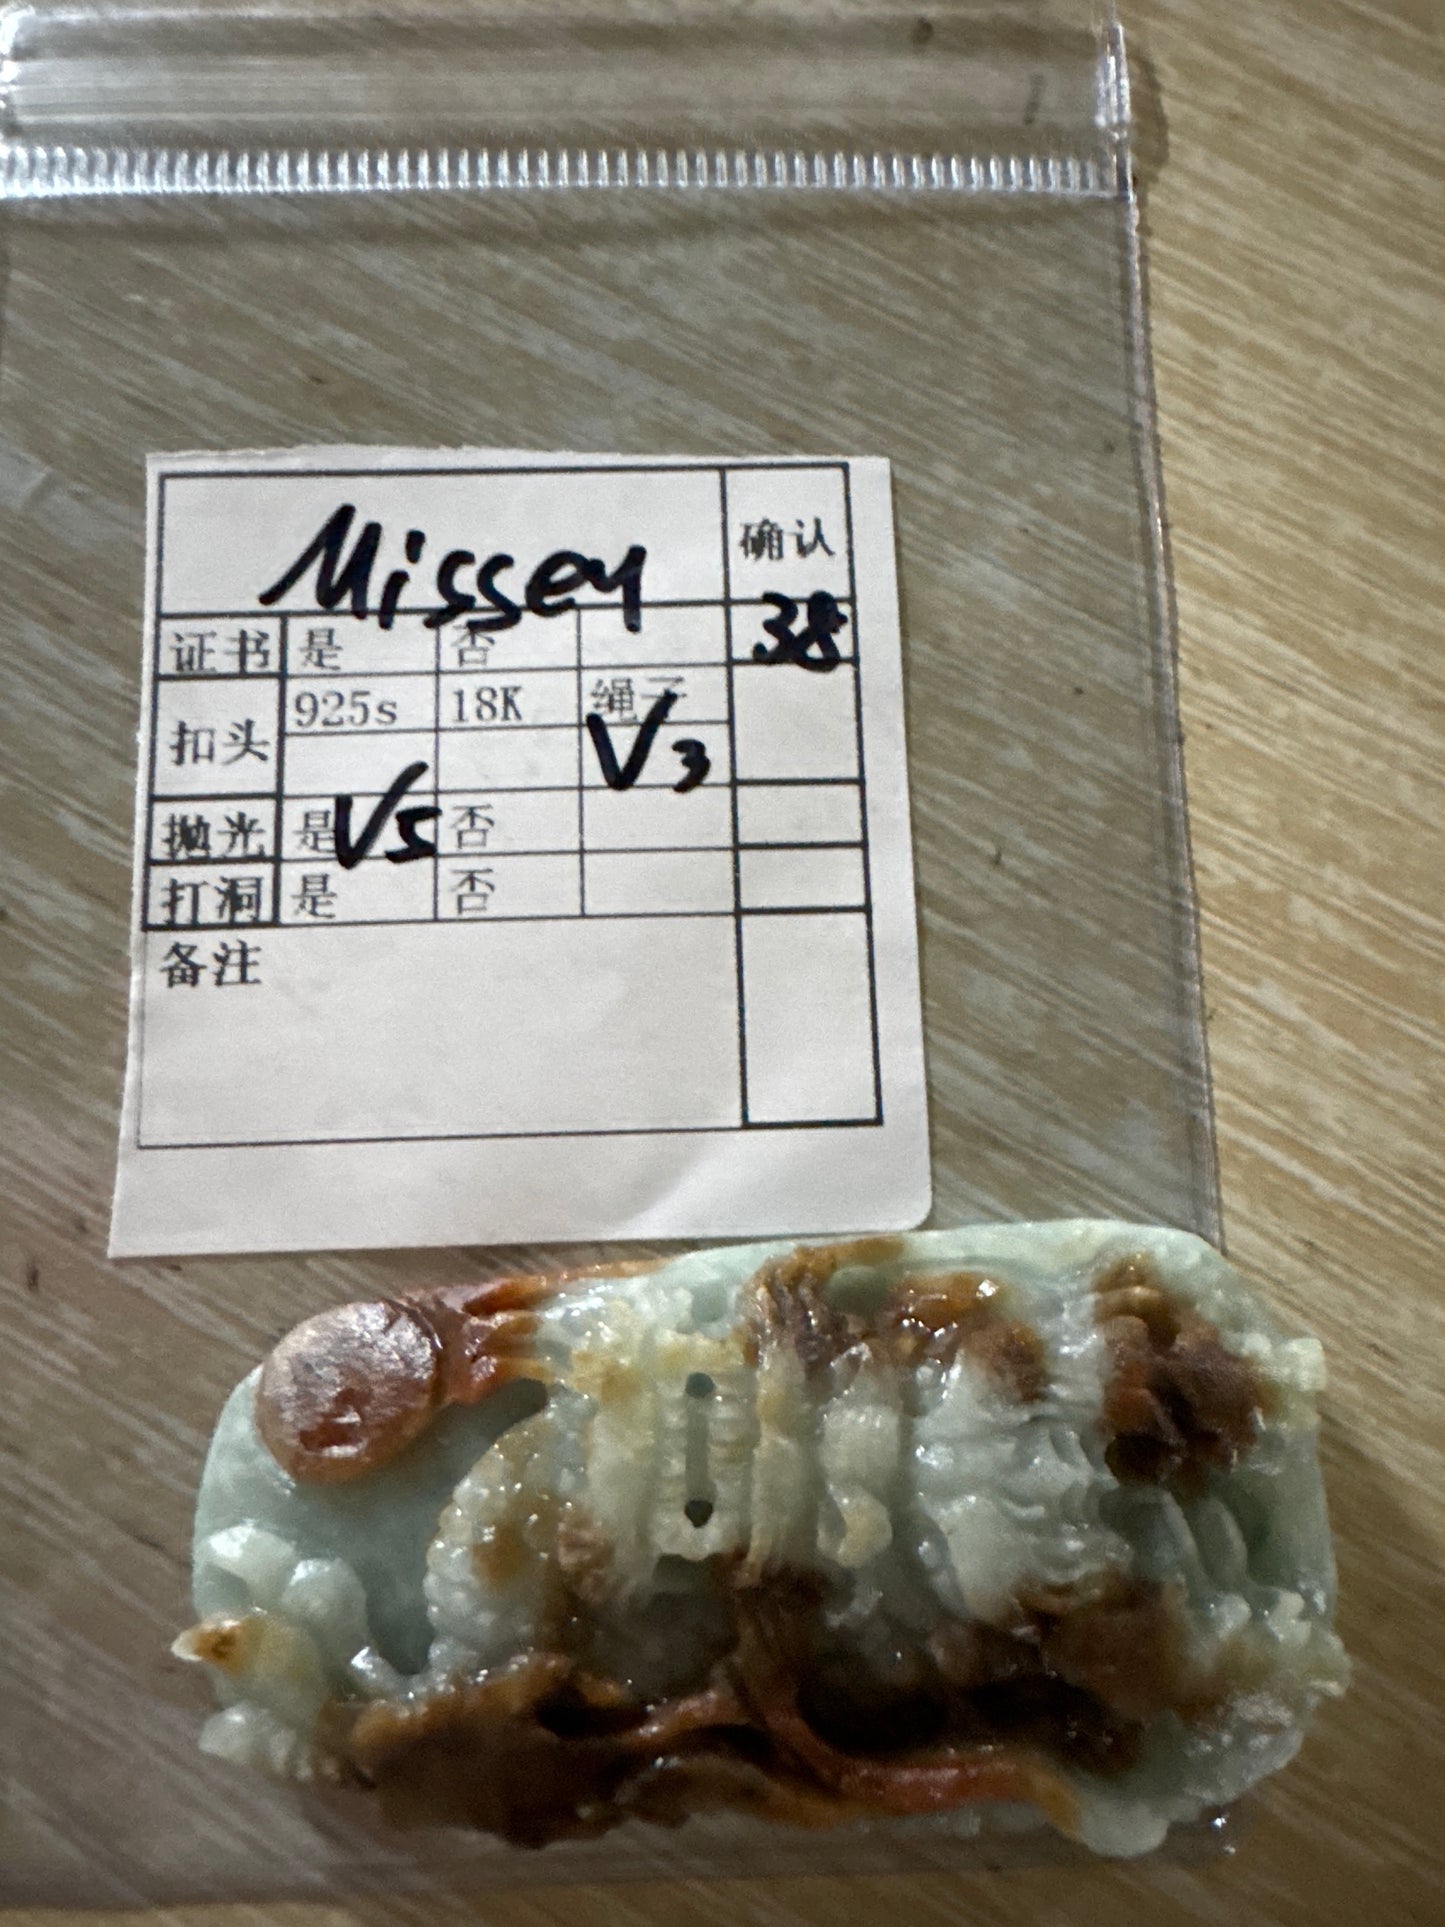 Missey 确认
证书 是 否 38
扣头 925s 18K 绳子
V3
抛光 是 V5 否
打洞 是 否
备注